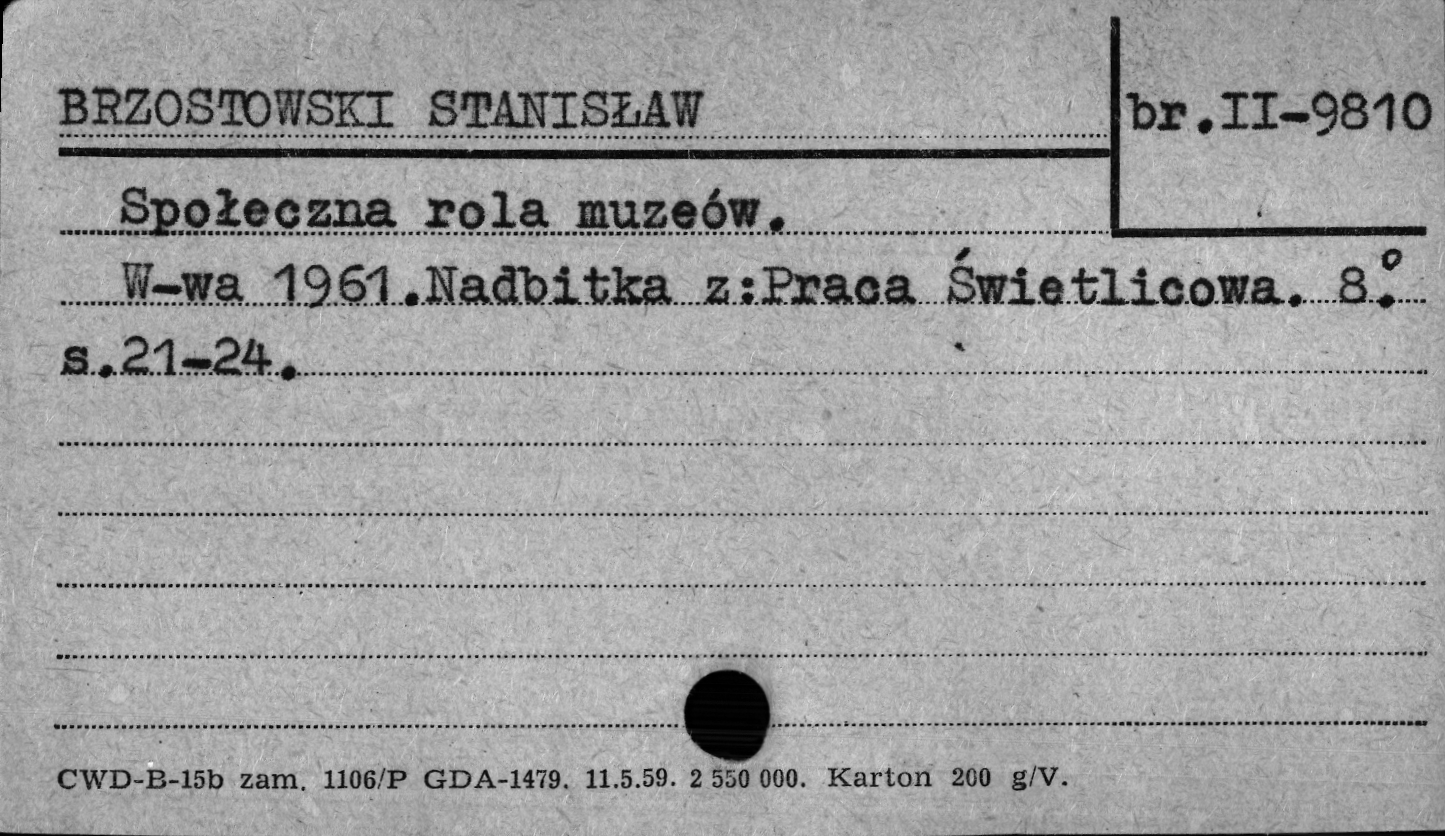 BRZOSTOWSKI STANISŁAW
br.II-9810
Społeczna rola muzeów.
W-wa 1961.Nadbitka z:Praca Świetlicowa. 8.°
s.21-24.
CWD-B-15b zam. 1106/P GDA-1479. 11.5.59. 2 550 000. Karton 200 g/V.